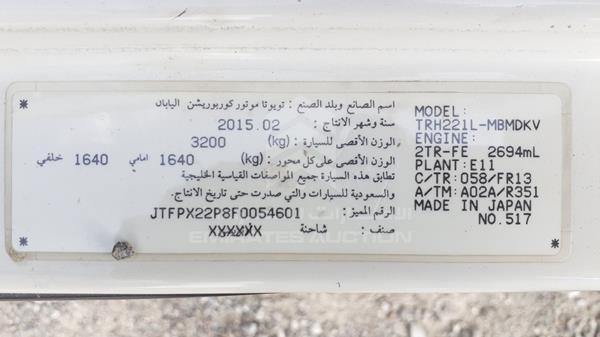 اسم الصانع وبلد الصنع : تويوتا موتور كوربوريشن اليابان
سنة وشهر الانتاج : 2015.02
الوزن الأقصى للسيارة : (kg) 3200
الوزن الأقصى على كل محور : (kg) 1640 امامي 1640 خلفي
تطابق هذه السيارة جميع المواصفات القياسية الخليجية
والسعودية للسيارات والتي صدرت حتى تاريخ الانتاج.
الرقم المميز : JTFPX22P8F0054601
صنف : شاحنة XXXXXX
MODEL:
TRH221L-MBMDKV
ENGINE:
2TR-FE 2694mL
PLANT: E11
C/TR: 058/FR13
A/TM: A02A/R351
MADE IN JAPAN
NO.517
EMIRATES AUCTION